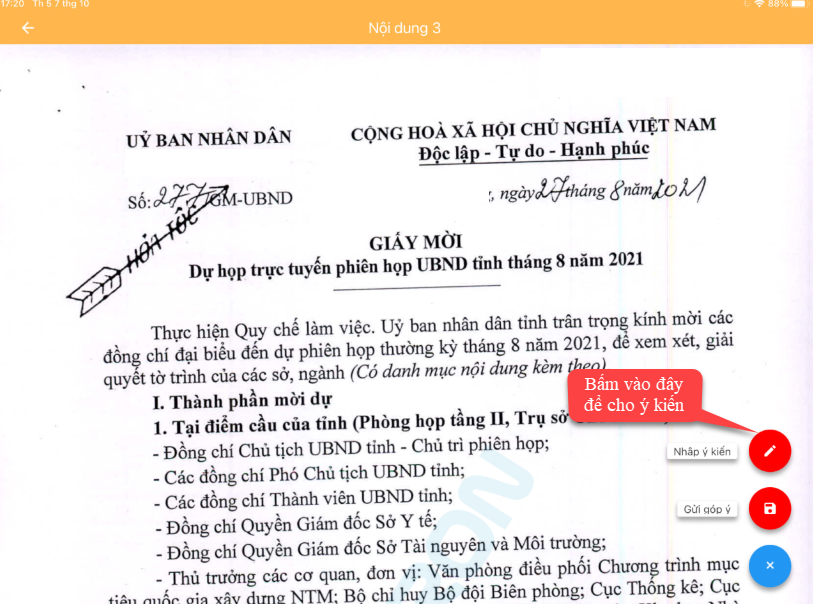 17:20 Th 5 7 thg 10
88%
Nội dung 3
UỶ BAN NHÂN DÂN
CỘNG HOÀ XÃ HỘI CHỦ NGHĨA VIỆT NAM
Độc lập - Tự do - Hạnh phúc
Số: 277/GM-UBND
, ngày 27 tháng 8 năm 2021
HỎA TỐC
GIẤY MỜI
Dự họp trực tuyến phiên họp UBND tỉnh tháng 8 năm 2021
Thực hiện Quy chế làm việc. Uỷ ban nhân dân tỉnh trân trọng kính mời các
đồng chí đại biểu đến dự phiên họp thường kỳ tháng 8 năm 2021, để xem xét, giải
quyết tờ trình của các sở, ngành (Có danh mục nội dung kèm theo)
Bấm vào đây
để cho ý kiến
I. Thành phần mời dự
1. Tại điểm cầu của tỉnh (Phòng họp tầng II, Trụ sở
- Đồng chí Chủ tịch UBND tỉnh - Chủ trì phiên họp;
Nhập ý kiến
- Các đồng chí Phó Chủ tịch UBND tỉnh;
- Các đồng chí Thành viên UBND tỉnh;
Gửi góp ý
- Đồng chí Quyền Giám đốc Sở Y tế;
- Đồng chí Quyền Giám đốc Sở Tài nguyên và Môi trường;
- Thủ trưởng các cơ quan, đơn vị: Văn phòng điều phối Chương trình mục
tiêu quốc gia xây dựng NTM; Bộ chỉ huy Bộ đội Biên phòng; Cục Thống kê; Cục